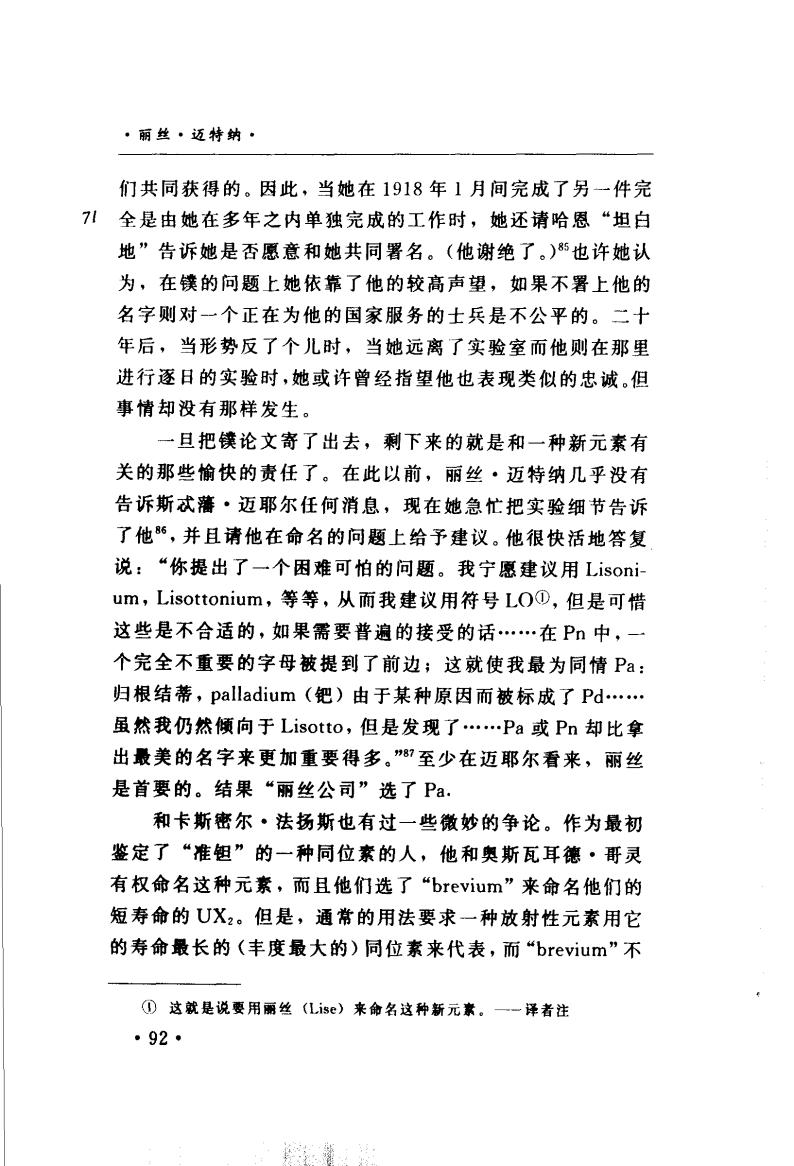 ·丽丝·迈特纳·
们共同获得的。因此，当她在 1918 年 1 月间完成了另一件完
71 全是由她在多年之内单独完成的工作时，她还请哈恩“坦白
地”告诉她是否愿意和她共同署名。（他谢绝了。）85也许她认
为，在镤的问题上她依靠了他的较高声望，如果不署上他的
名字则对一个正在为他的国家服务的士兵是不公平的。二十
年后，当形势反了个儿时，当她远离了实验室而他则在那里
进行逐日的实验时，她或许曾经指望他也表现类似的忠诚。但
事情却没有那样发生。
一旦把镤论文寄了出去，剩下来的就是和一种新元素有
关的那些愉快的责任了。在此以前，丽丝·迈特纳几乎没有
告诉斯忒藩·迈耶尔任何消息，现在她急忙把实验细节告诉
了他86，并且请他在命名的问题上给予建议。他很快活地答复
说：“你提出了一个困难可怕的问题。我宁愿建议用 Lisoni-
um，Lisottonium，等等，从而我建议用符号 LO①，但是可惜
这些是不合适的，如果需要普遍的接受的话……在 Pn 中，一
个完全不重要的字母被提到了前边；这就使我最为同情 Pa：
归根结蒂，palladium（钯）由于某种原因而被标成了 Pd……
虽然我仍然倾向于 Lisotto，但是发现了……Pa 或 Pn 却比拿
出最美的名字来更加重要得多。”87至少在迈耶尔看来，丽丝
是首要的。结果“丽丝公司”选了 Pa.
和卡斯密尔·法扬斯也有过一些微妙的争论。作为最初
鉴定了“准钽”的一种同位素的人，他和奥斯瓦耳德·哥灵
有权命名这种元素，而且他们选了“brevium”来命名他们的
短寿命的 UX₂。但是，通常的用法要求一种放射性元素用它
的寿命最长的（丰度最大的）同位素来代表，而“brevium”不
① 这就是说要用丽丝（Lise）来命名这种新元素。——译者注
·92·